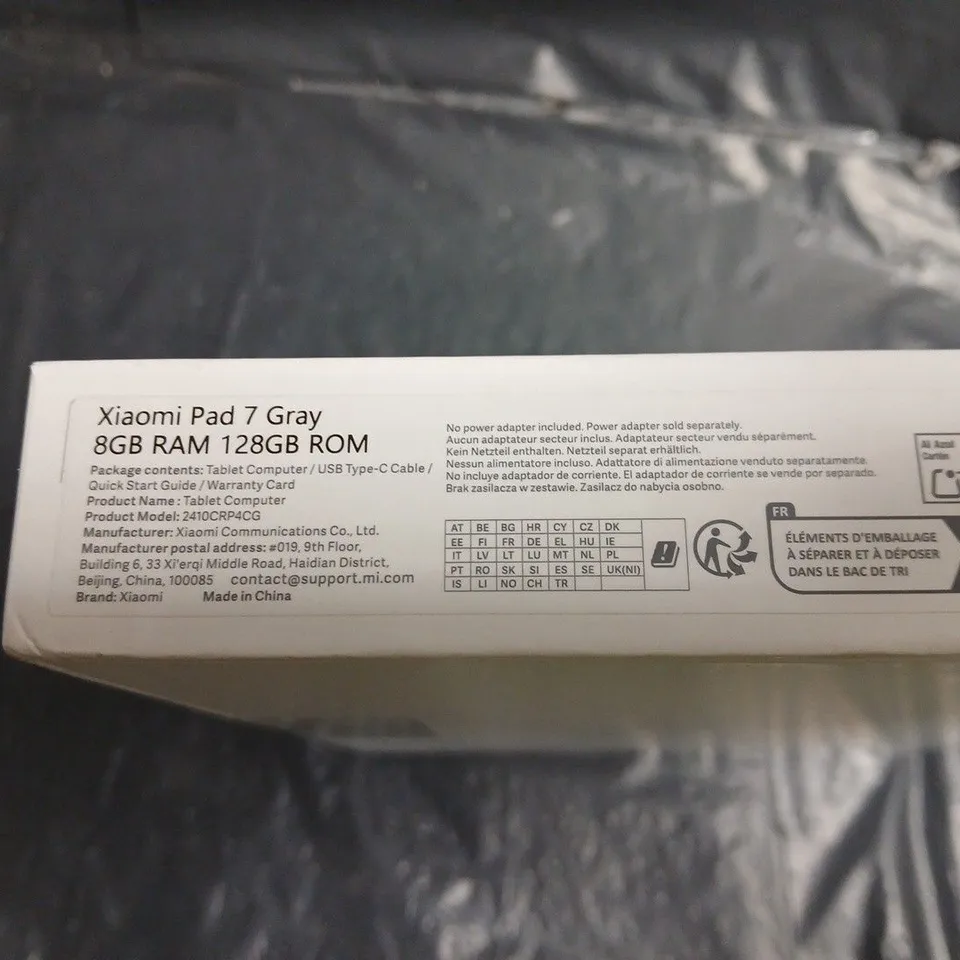 Xiaomi Pad 7 Gray
8GB RAM 128GB ROM
Package contents: Tablet Computer / USB Type-C Cable /
Quick Start Guide / Warranty Card
Product Name: Tablet Computer
Product Model: 2410CRP4CG
Manufacturer: Xiaomi Communications Co., Ltd.
Manufacturer postal address: #019, 9th Floor,
Building 6, 33 Xi'erqi Middle Road, Haidian District,
Beijing, China, 100085 contact@support.mi.com
Brand: Xiaomi Made in China
No power adapter included. Power adapter sold separately.
Aucun adaptateur secteur inclus. Adaptateur secteur vendu séparément.
Kein Netzteil enthalten. Netzteil separat erhältlich.
Nessun alimentatore incluso. Adattatore di alimentazione venduto separatamente.
No incluye adaptador de corriente. El adaptador de corriente se vende por separado.
Brak zasilacza w zestawie. Zasilacz do nabycia osobno.
AT BE BG HR CY CZ DK
EE FI FR DE EL HU IE
IT LV LT LU MT NL PL
PT RO SK SI ES SE UK(NI)
IS LI NO CH TR
FR
ÉLÉMENTS D'EMBALLAGE
À SÉPARER ET À DÉPOSER
DANS LE BAC DE TRI
Al Azul
Cartón